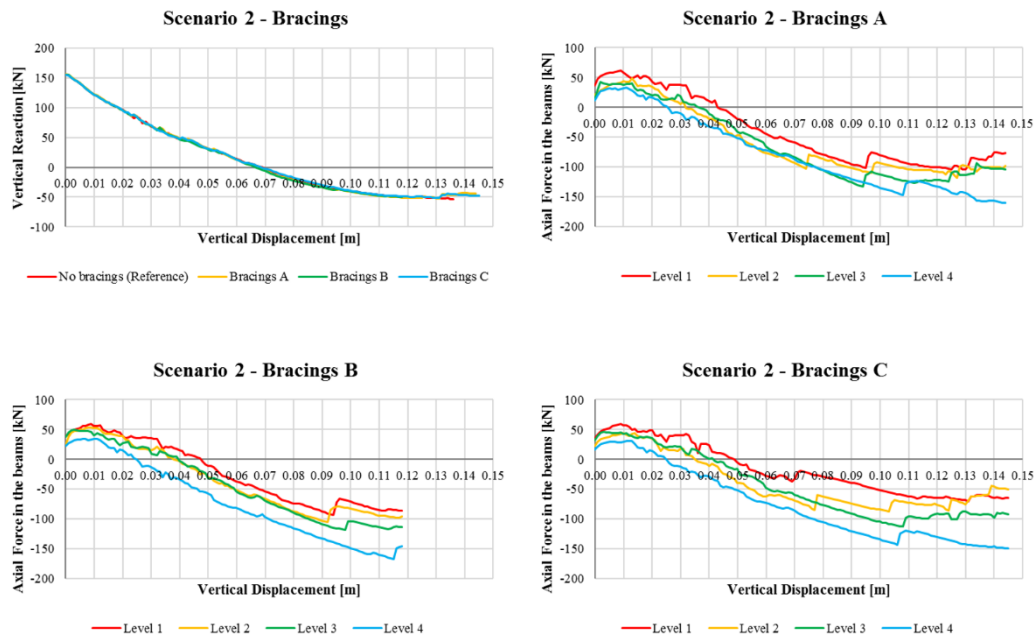 Scenario 2 - Bracings
Vertical Reaction [kN]
200
150
100
50
0
-50
-100
0.00 0.01 0.02 0.03 0.04 0.05 0.06 0.07 0.08 0.09 0.10 0.11 0.12 0.13 0.14 0.15
Vertical Displacement [m]
No bracings (Reference) Bracings A Bracings B Bracings C
Scenario 2 - Bracings A
Axial Force in the beams [kN]
100
50
0
-50
-100
-150
-200
0.00 0.01 0.02 0.03 0.04 0.05 0.06 0.07 0.08 0.09 0.10 0.11 0.12 0.13 0.14 0.15
Vertical Displacement [m]
Level 1 Level 2 Level 3 Level 4
Scenario 2 - Bracings B
Axial Force in the beams [kN]
100
50
0
-50
-100
-150
-200
0.00 0.01 0.02 0.03 0.04 0.05 0.06 0.07 0.08 0.09 0.10 0.11 0.12 0.13 0.14 0.15
Vertical Displacement [m]
Level 1 Level 2 Level 3 Level 4
Scenario 2 - Bracings C
Axial Force in the beams [kN]
100
50
0
-50
-100
-150
-200
0.00 0.01 0.02 0.03 0.04 0.05 0.06 0.07 0.08 0.09 0.10 0.11 0.12 0.13 0.14 0.15
Vertical Displacement [m]
Level 1 Level 2 Level 3 Level 4